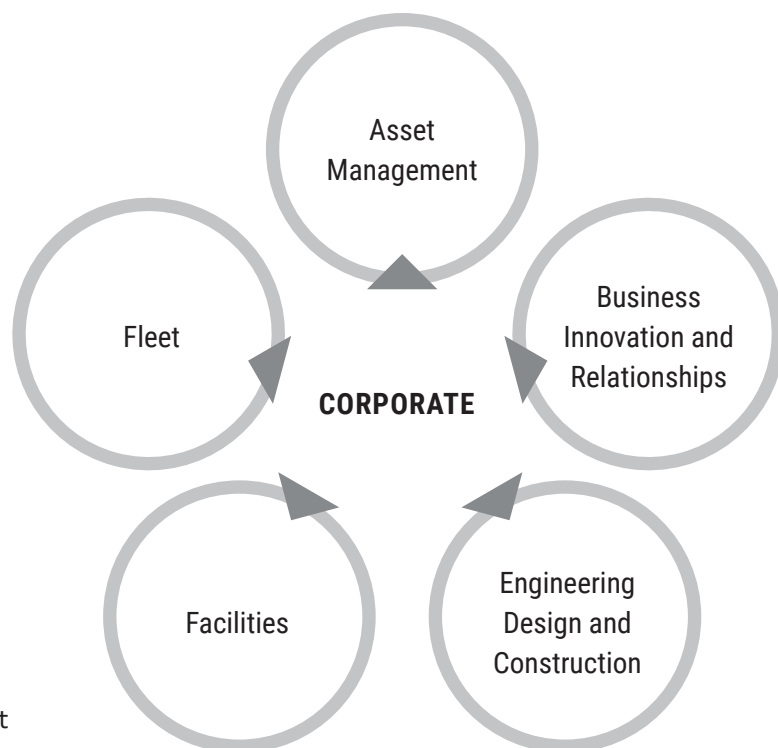 Asset
Management
Business
Innovation and
Relationships
Fleet
CORPORATE
Engineering
Design and
Construction
Facilities
t